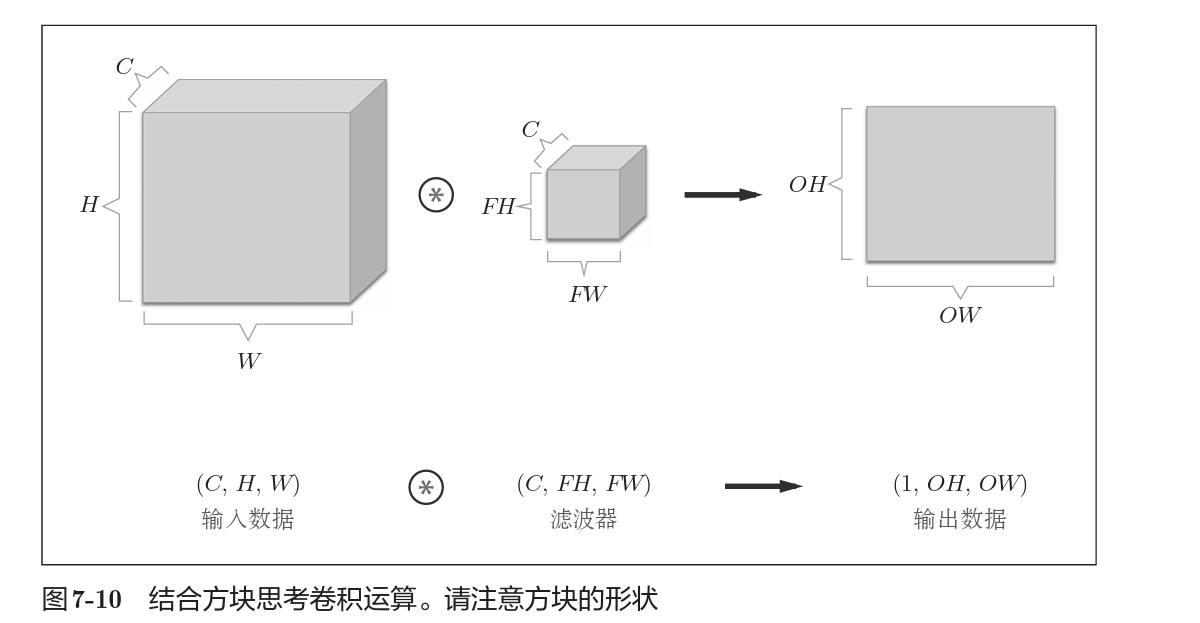 C
H
W
C
FH
FW
OH
OW
(C, H, W) ⊛ (C, FH, FW) (1, OH, OW)
输入数据 滤波器 输出数据
图7-10 结合方块思考卷积运算。请注意方块的形状